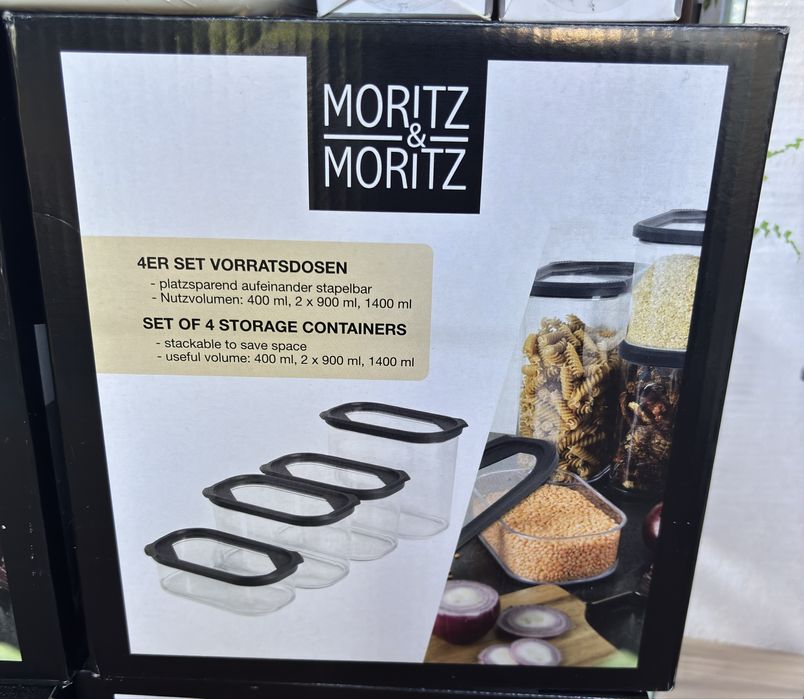 MORITZ
&
MORITZ
4ER SET VORRATSDOSEN
- platzsparend aufeinander stapelbar
- Nutzvolumen: 400 ml, 2 x 900 ml, 1400 ml
SET OF 4 STORAGE CONTAINERS
- stackable to save space
- useful volume: 400 ml, 2 x 900 ml, 1400 ml